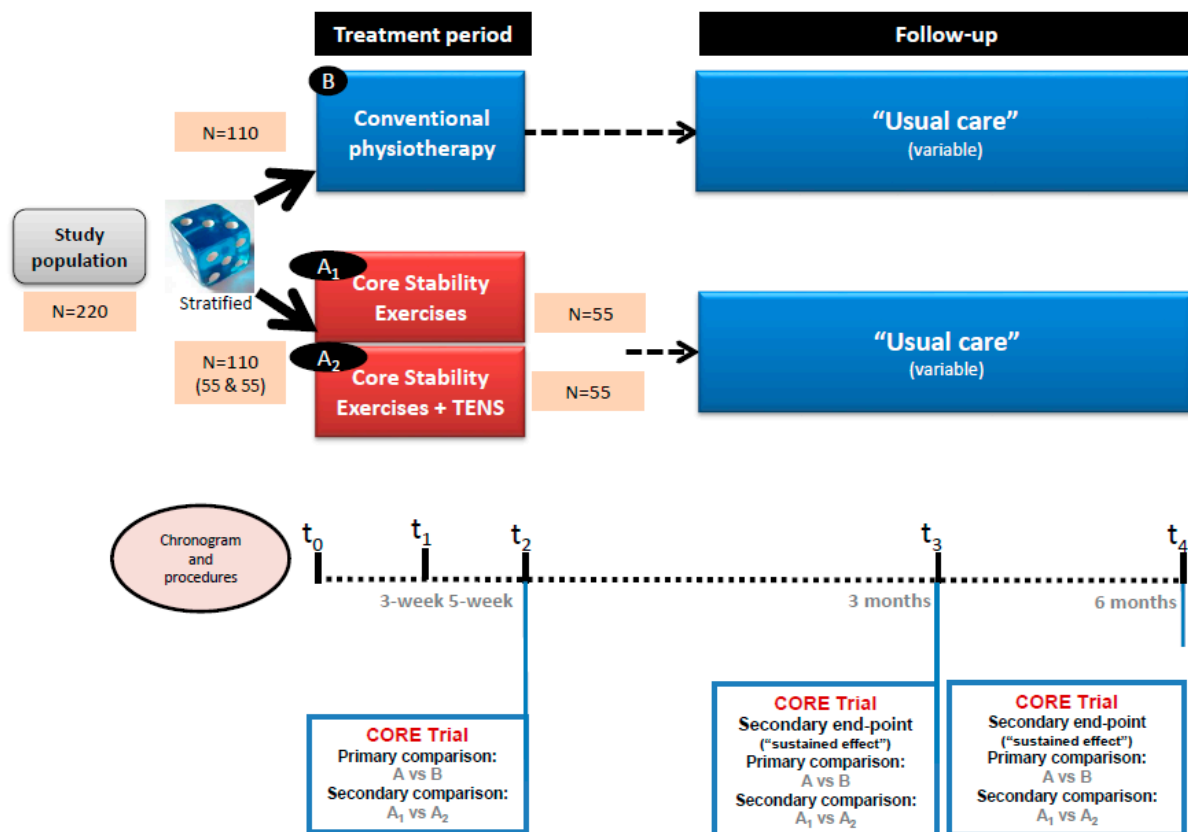 Treatment period
Follow-up
B
Conventional
physiotherapy
"Usual care"
(variable)
N=110
Study
population
N=220
Stratified
N=110
(55 & 55)
A₁
Core Stability
Exercises
N=55
A₂
Core Stability
Exercises + TENS
N=55
“Usual care”
(variable)
Chronogram
and
procedures
t₀
t₁
t₂
t₃
t₄
3-week 5-week
3 months
6 months
CORE Trial
Primary comparison:
A vs B
Secondary comparison:
A₁ vs A₂
CORE Trial
Secondary end-point
(“sustained effect”)
Primary comparison:
A vs B
Secondary comparison:
A₁ vs A₂
CORE Trial
Secondary end-point
(“sustained effect”)
Primary comparison:
A vs B
Secondary comparison:
A₁ vs A₂